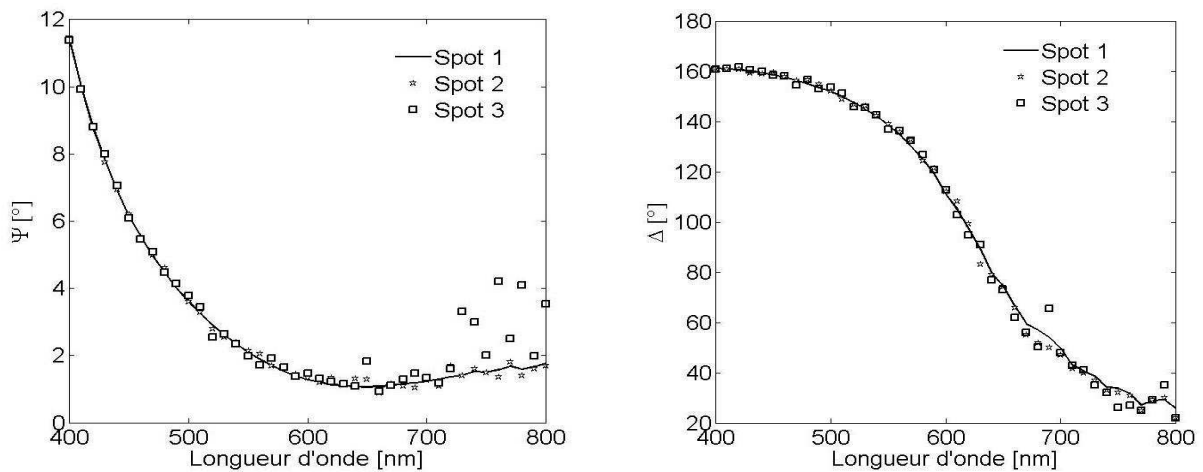 12
10
8
6
4
2
0
Ψ [°]
Spot 1
Spot 2
Spot 3
400 500 600 700 800
Longueur d'onde [nm]
180
160
140
120
100
80
60
40
20
Δ [°]
Spot 1
Spot 2
Spot 3
400 500 600 700 800
Longueur d'onde [nm]